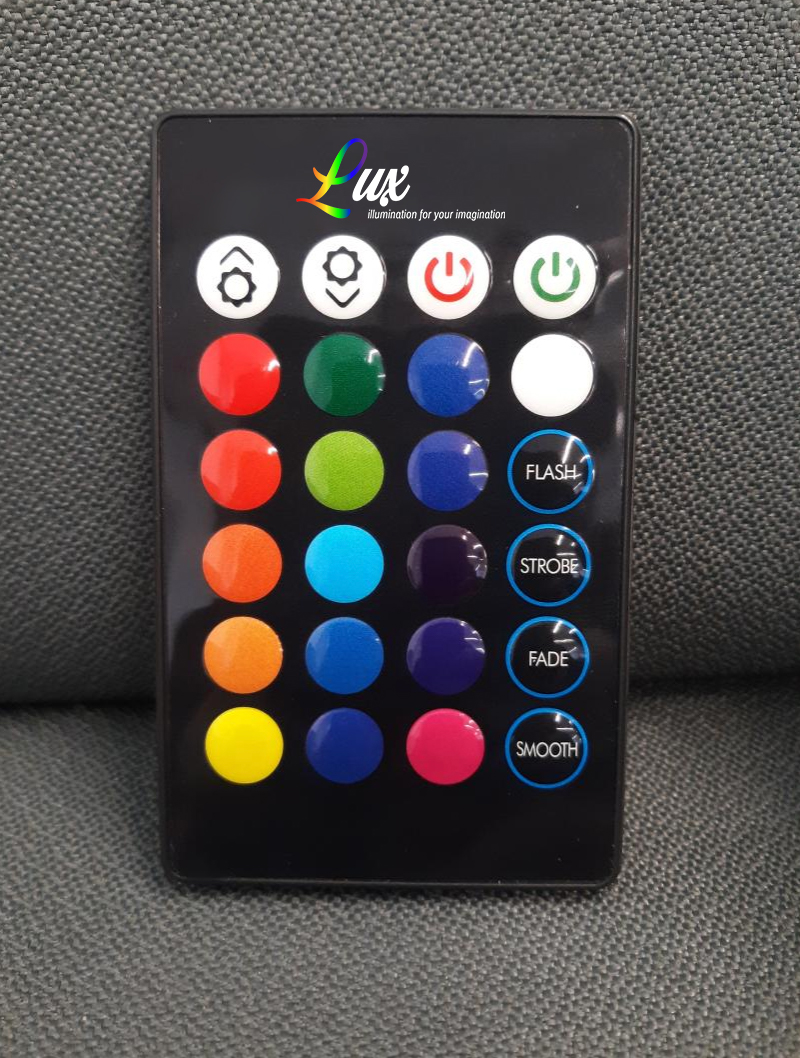 Lux
illumination for your imagination
FLASH
STROBE
FADE
SMOOTH